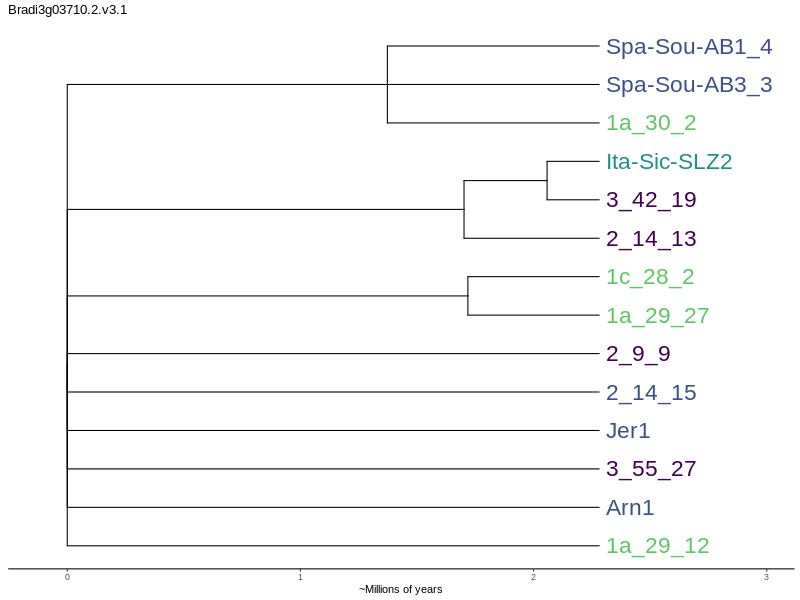 Bradi3g03710.2.v3.1
Spa-Sou-AB1_4
Spa-Sou-AB3_3
1a_30_2
Ita-Sic-SLZ2
3_42_19
2_14_13
1c_28_2
1a_29_27
2_9_9
2_14_15
Jer1
3_55_27
Arn1
1a_29_12
0 1 2 3
~Millions of years